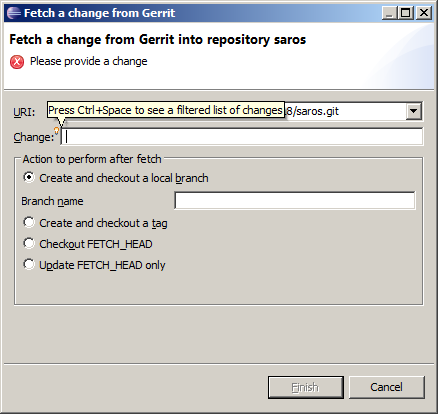 Fetch a change from Gerrit
Fetch a change from Gerrit into repository saros
Please provide a change
URI: 8/saros.git
Press Ctrl+Space to see a filtered list of changes
Change:
Action to perform after fetch
Create and checkout a local branch
Branch name
Create and checkout a tag
Checkout FETCH_HEAD
Update FETCH_HEAD only
Finish Cancel